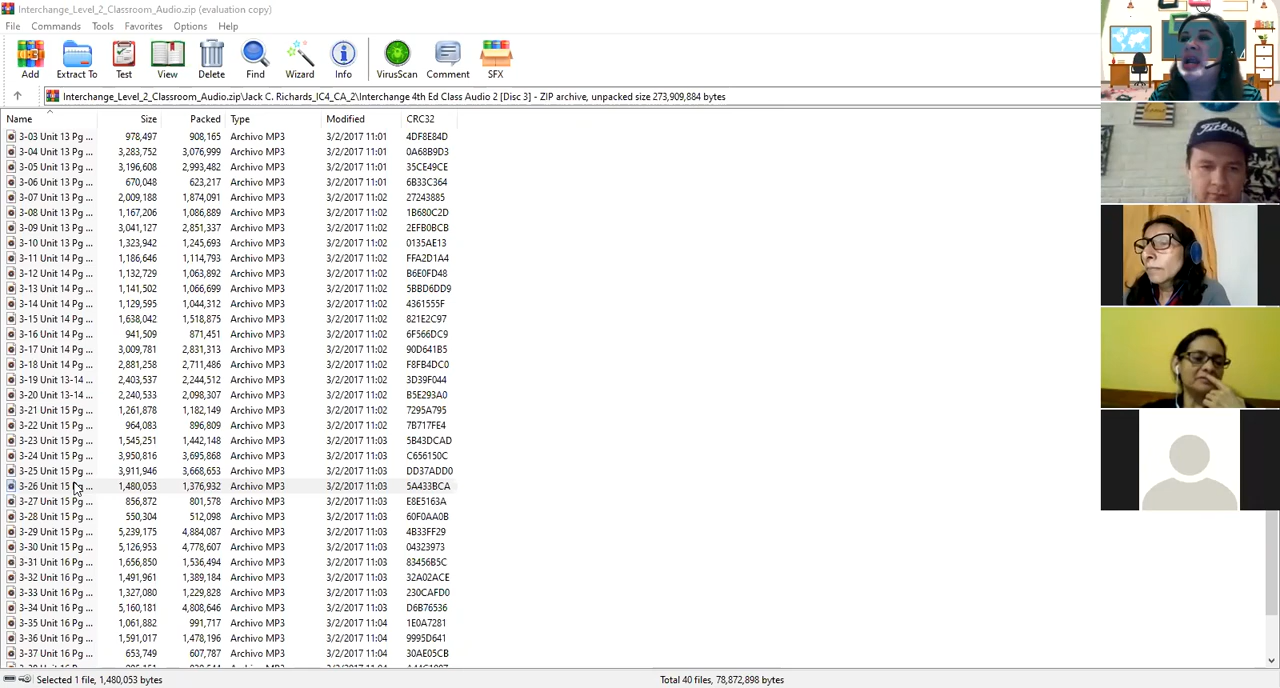 Interchange_Level_2_Classroom_Audio.zip (evaluation copy)
File Commands Tools Favorites Options Help
Add Extract To Test View Delete Find Wizard Info VirusScan Comment SFX
Interchange_Level_2_Classroom_Audio.zip\Jack C. Richards_IC4_CA_2\Interchange 4th Ed Class Audio 2 [Disc 3] - ZIP archive, unpacked size 273,909,884 bytes
Name Size Packed Type Modified CRC32
3-03 Unit 13 Pg ... 978,497 908,165 Archivo MP3 3/2/2017 11:01 4DF8E84D
3-04 Unit 13 Pg ... 3,283,752 3,076,999 Archivo MP3 3/2/2017 11:01 0A68B9D3
3-05 Unit 13 Pg ... 3,196,608 2,993,482 Archivo MP3 3/2/2017 11:01 35CE49CE
3-06 Unit 13 Pg ... 670,048 623,217 Archivo MP3 3/2/2017 11:01 6B33C364
3-07 Unit 13 Pg ... 2,009,188 1,874,091 Archivo MP3 3/2/2017 11:02 27243885
3-08 Unit 13 Pg ... 1,167,206 1,086,889 Archivo MP3 3/2/2017 11:02 1B680C2D
3-09 Unit 13 Pg ... 3,041,127 2,851,337 Archivo MP3 3/2/2017 11:02 2EFB0BCB
3-10 Unit 13 Pg ... 1,323,942 1,245,693 Archivo MP3 3/2/2017 11:02 0135AE13
3-11 Unit 14 Pg ... 1,186,646 1,114,793 Archivo MP3 3/2/2017 11:02 FFA2D1A4
3-12 Unit 14 Pg ... 1,132,729 1,063,892 Archivo MP3 3/2/2017 11:02 B6E0FD48
3-13 Unit 14 Pg ... 1,141,502 1,066,699 Archivo MP3 3/2/2017 11:02 5BBD6DD9
3-14 Unit 14 Pg ... 1,129,595 1,044,312 Archivo MP3 3/2/2017 11:02 4361555F
3-15 Unit 14 Pg ... 1,638,042 1,518,875 Archivo MP3 3/2/2017 11:02 821E2C97
3-16 Unit 14 Pg ... 941,509 871,451 Archivo MP3 3/2/2017 11:02 6F566DC9
3-17 Unit 14 Pg ... 3,009,781 2,831,313 Archivo MP3 3/2/2017 11:02 90D641B5
3-18 Unit 14 Pg ... 2,881,258 2,711,486 Archivo MP3 3/2/2017 11:02 F8FB4DC0
3-19 Unit 13-14 ... 2,403,537 2,244,512 Archivo MP3 3/2/2017 11:02 3D39F044
3-20 Unit 13-14 ... 2,240,533 2,098,307 Archivo MP3 3/2/2017 11:02 B5E293A0
3-21 Unit 15 Pg ... 1,261,878 1,182,149 Archivo MP3 3/2/2017 11:02 7295A795
3-22 Unit 15 Pg ... 964,083 896,809 Archivo MP3 3/2/2017 11:02 7B717FE4
3-23 Unit 15 Pg ... 1,545,251 1,442,148 Archivo MP3 3/2/2017 11:03 5B43DCAD
3-24 Unit 15 Pg ... 3,950,816 3,695,868 Archivo MP3 3/2/2017 11:03 C656150C
3-25 Unit 15 Pg ... 3,911,946 3,668,653 Archivo MP3 3/2/2017 11:03 DD37ADD0
3-26 Unit 15 Pg ... 1,480,053 1,376,932 Archivo MP3 3/2/2017 11:03 5A433BCA
3-27 Unit 15 Pg ... 856,872 801,578 Archivo MP3 3/2/2017 11:03 E8E5163A
3-28 Unit 15 Pg ... 550,304 512,098 Archivo MP3 3/2/2017 11:03 60F0AA0B
3-29 Unit 15 Pg ... 5,239,175 4,884,087 Archivo MP3 3/2/2017 11:03 4B33FF29
3-30 Unit 15 Pg ... 5,126,953 4,778,607 Archivo MP3 3/2/2017 11:03 04323973
3-31 Unit 16 Pg ... 1,656,850 1,536,494 Archivo MP3 3/2/2017 11:03 83456B5C
3-32 Unit 16 Pg ... 1,491,961 1,389,184 Archivo MP3 3/2/2017 11:03 32A02ACE
3-33 Unit 16 Pg ... 1,327,080 1,229,828 Archivo MP3 3/2/2017 11:03 230CAFD0
3-34 Unit 16 Pg ... 5,160,181 4,808,646 Archivo MP3 3/2/2017 11:03 D6B76536
3-35 Unit 16 Pg ... 1,061,882 991,717 Archivo MP3 3/2/2017 11:04 1E0A7281
3-36 Unit 16 Pg ... 1,591,017 1,478,196 Archivo MP3 3/2/2017 11:04 9995D641
3-37 Unit 16 Pg ... 653,749 607,787 Archivo MP3 3/2/2017 11:04 30AE05CB
Selected 1 file, 1,480,053 bytes Total 40 files, 78,872,898 bytes
Titleist